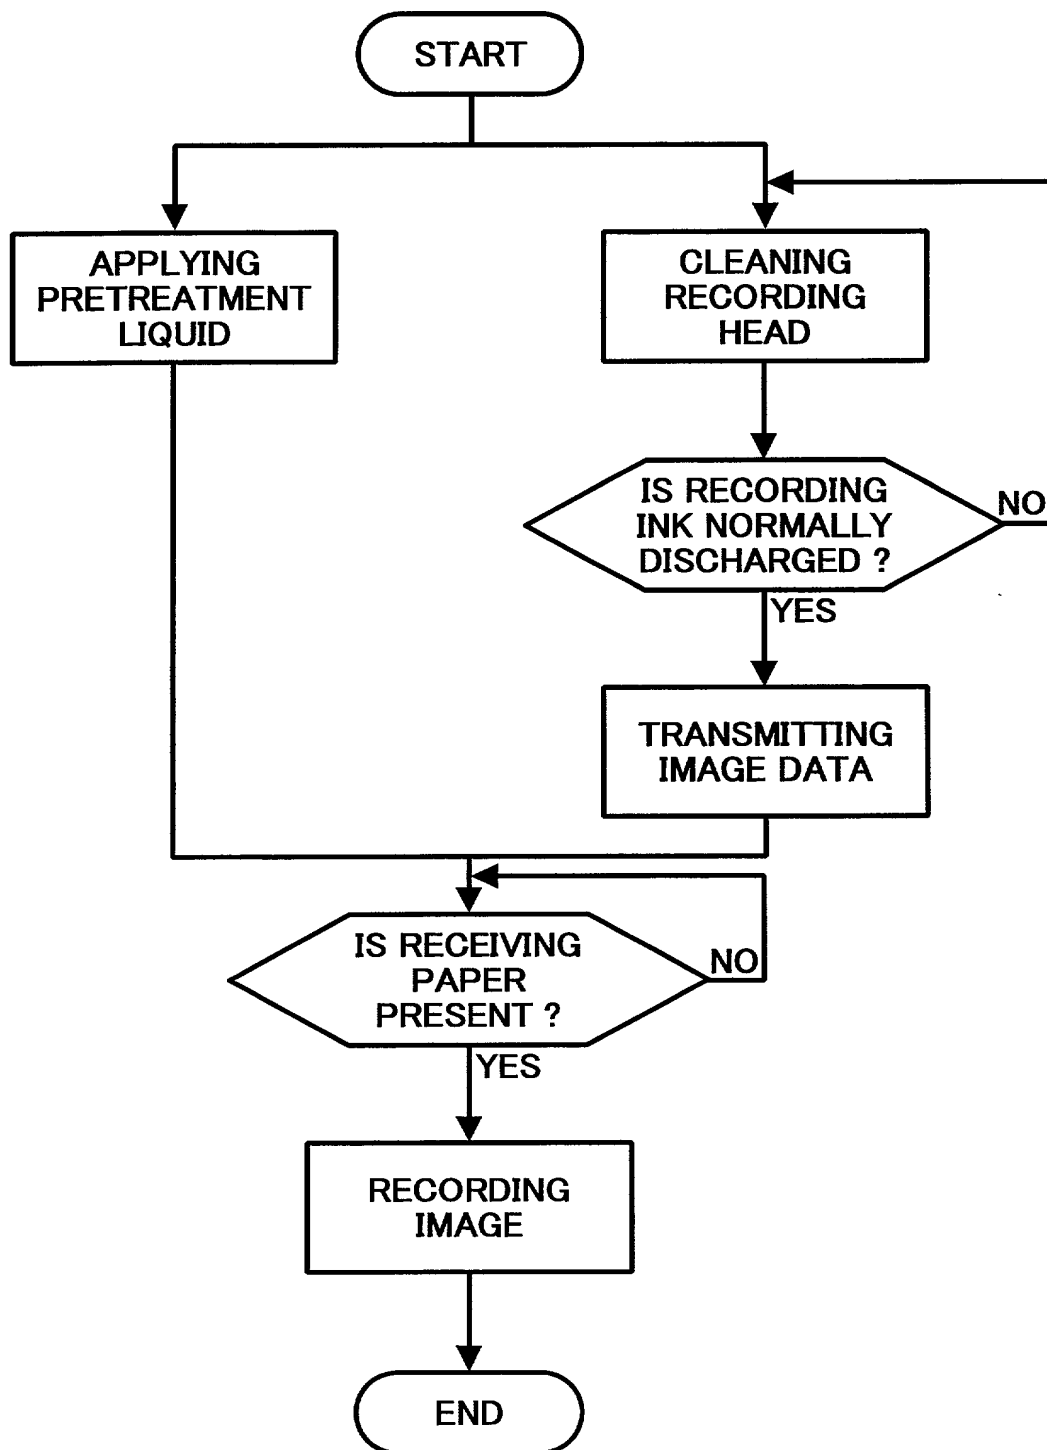 START
APPLYING
PRETREATMENT
LIQUID
CLEANING
RECORDING
HEAD
IS RECORDING
INK NORMALLY
DISCHARGED ?
NO
YES
TRANSMITTING
IMAGE DATA
IS RECEIVING
PAPER
PRESENT ?
NO
YES
RECORDING
IMAGE
END